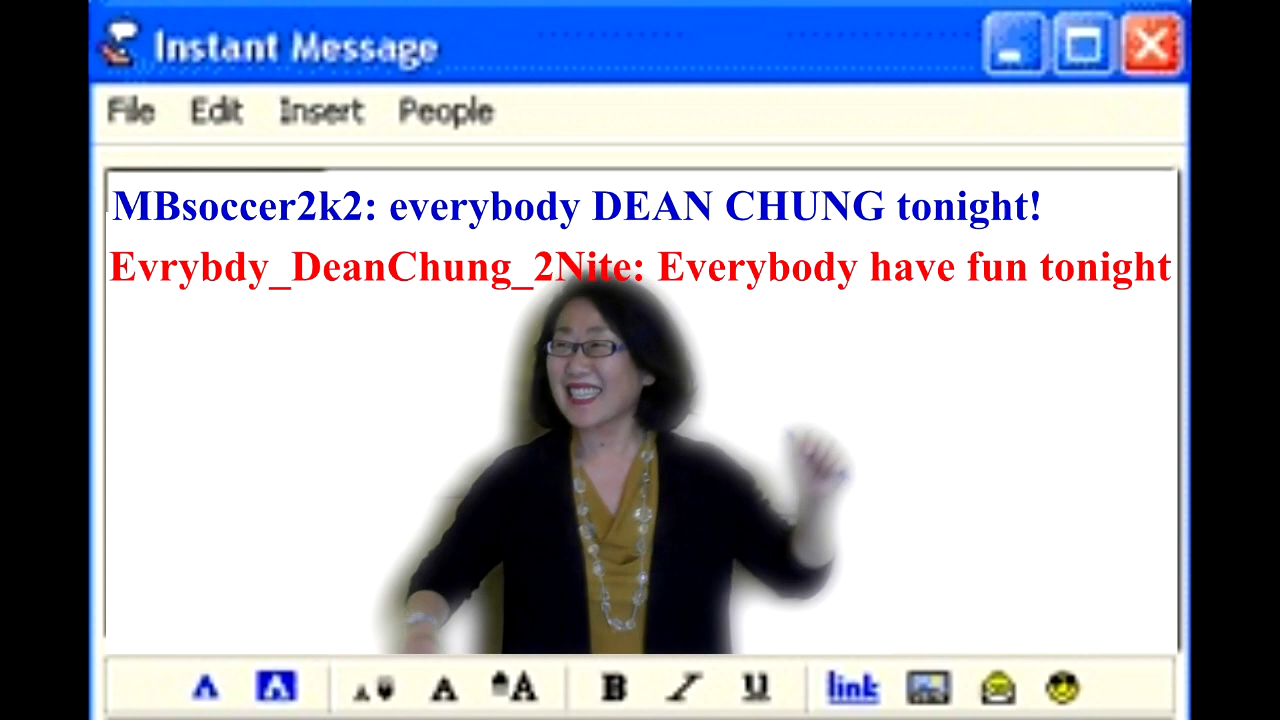 Instant Message
File Edit Insert People
MBsoccer2k2: everybody DEAN CHUNG tonight!
Evrybdy_DeanChung_2Nite: Everybody have fun tonight
A A A A A B I U link